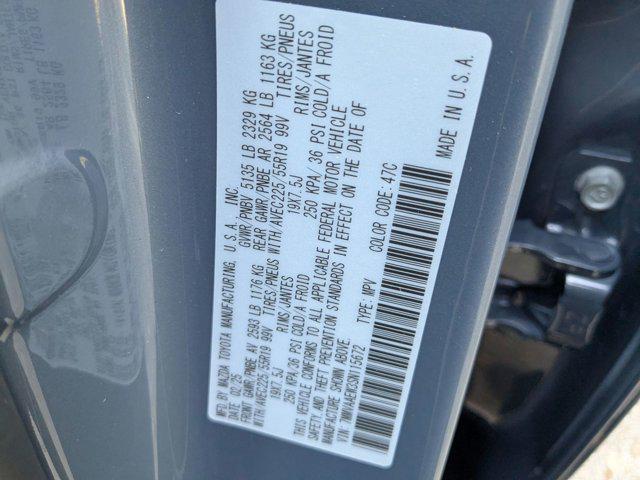 MFD BY MAZDA TOYOTA MANUFACTURING, U.S.A., INC.
02/25 GVWR/PNBV 5135 LB 2329 KG
FRONT GAWR/PNBE AV 2593 LB 1176 KG REAR GAWR/PNBE AR 2564 LB 1163 KG
WITH/AVEC225/55R19 99V TIRES/PNEUS WITH/AVEC225/55R19 99V TIRES/PNEUS
19X7.5J RIMS/JANTES 19X7.5J RIMS/JANTES
250 KPA/ 36 PSI COLD/A FROID 250 KPA/ 36 PSI COLD/A FROID
THIS VEHICLE CONFORMS TO ALL APPLICABLE FEDERAL MOTOR VEHICLE
SAFETY AND THEFT PREVENTION STANDARDS IN EFFECT ON THE DATE OF
MANUFACTURE SHOWN ABOVE.
VIN: TYPE: MPV COLOR CODE: 47C
MADE IN U.S.A.